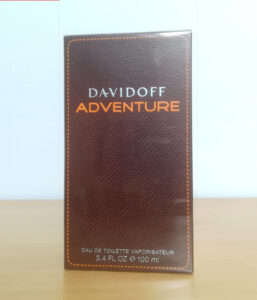 DAVIDOFF
ADVENTURE
EAU DE TOILETTE VAPORISATEUR
3.4 FL OZ ℮ 100 ml